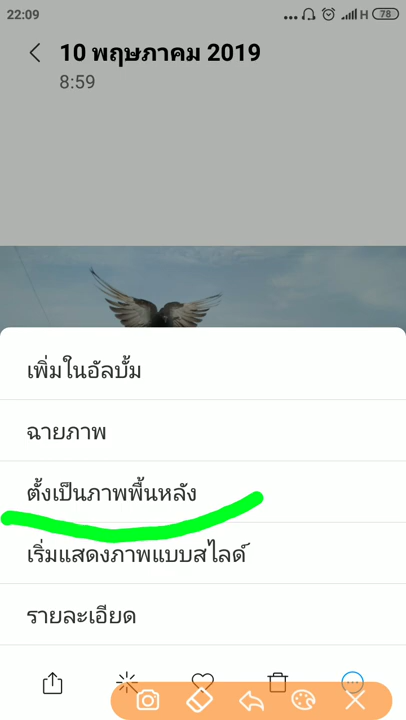 22:09
H 78
10 พฤษภาคม 2019
8:59
เพิ่มในอัลบั้ม
ฉายภาพ
ตั้งเป็นภาพพื้นหลัง
เริ่มแสดงภาพแบบสไลด์
รายละเอียด